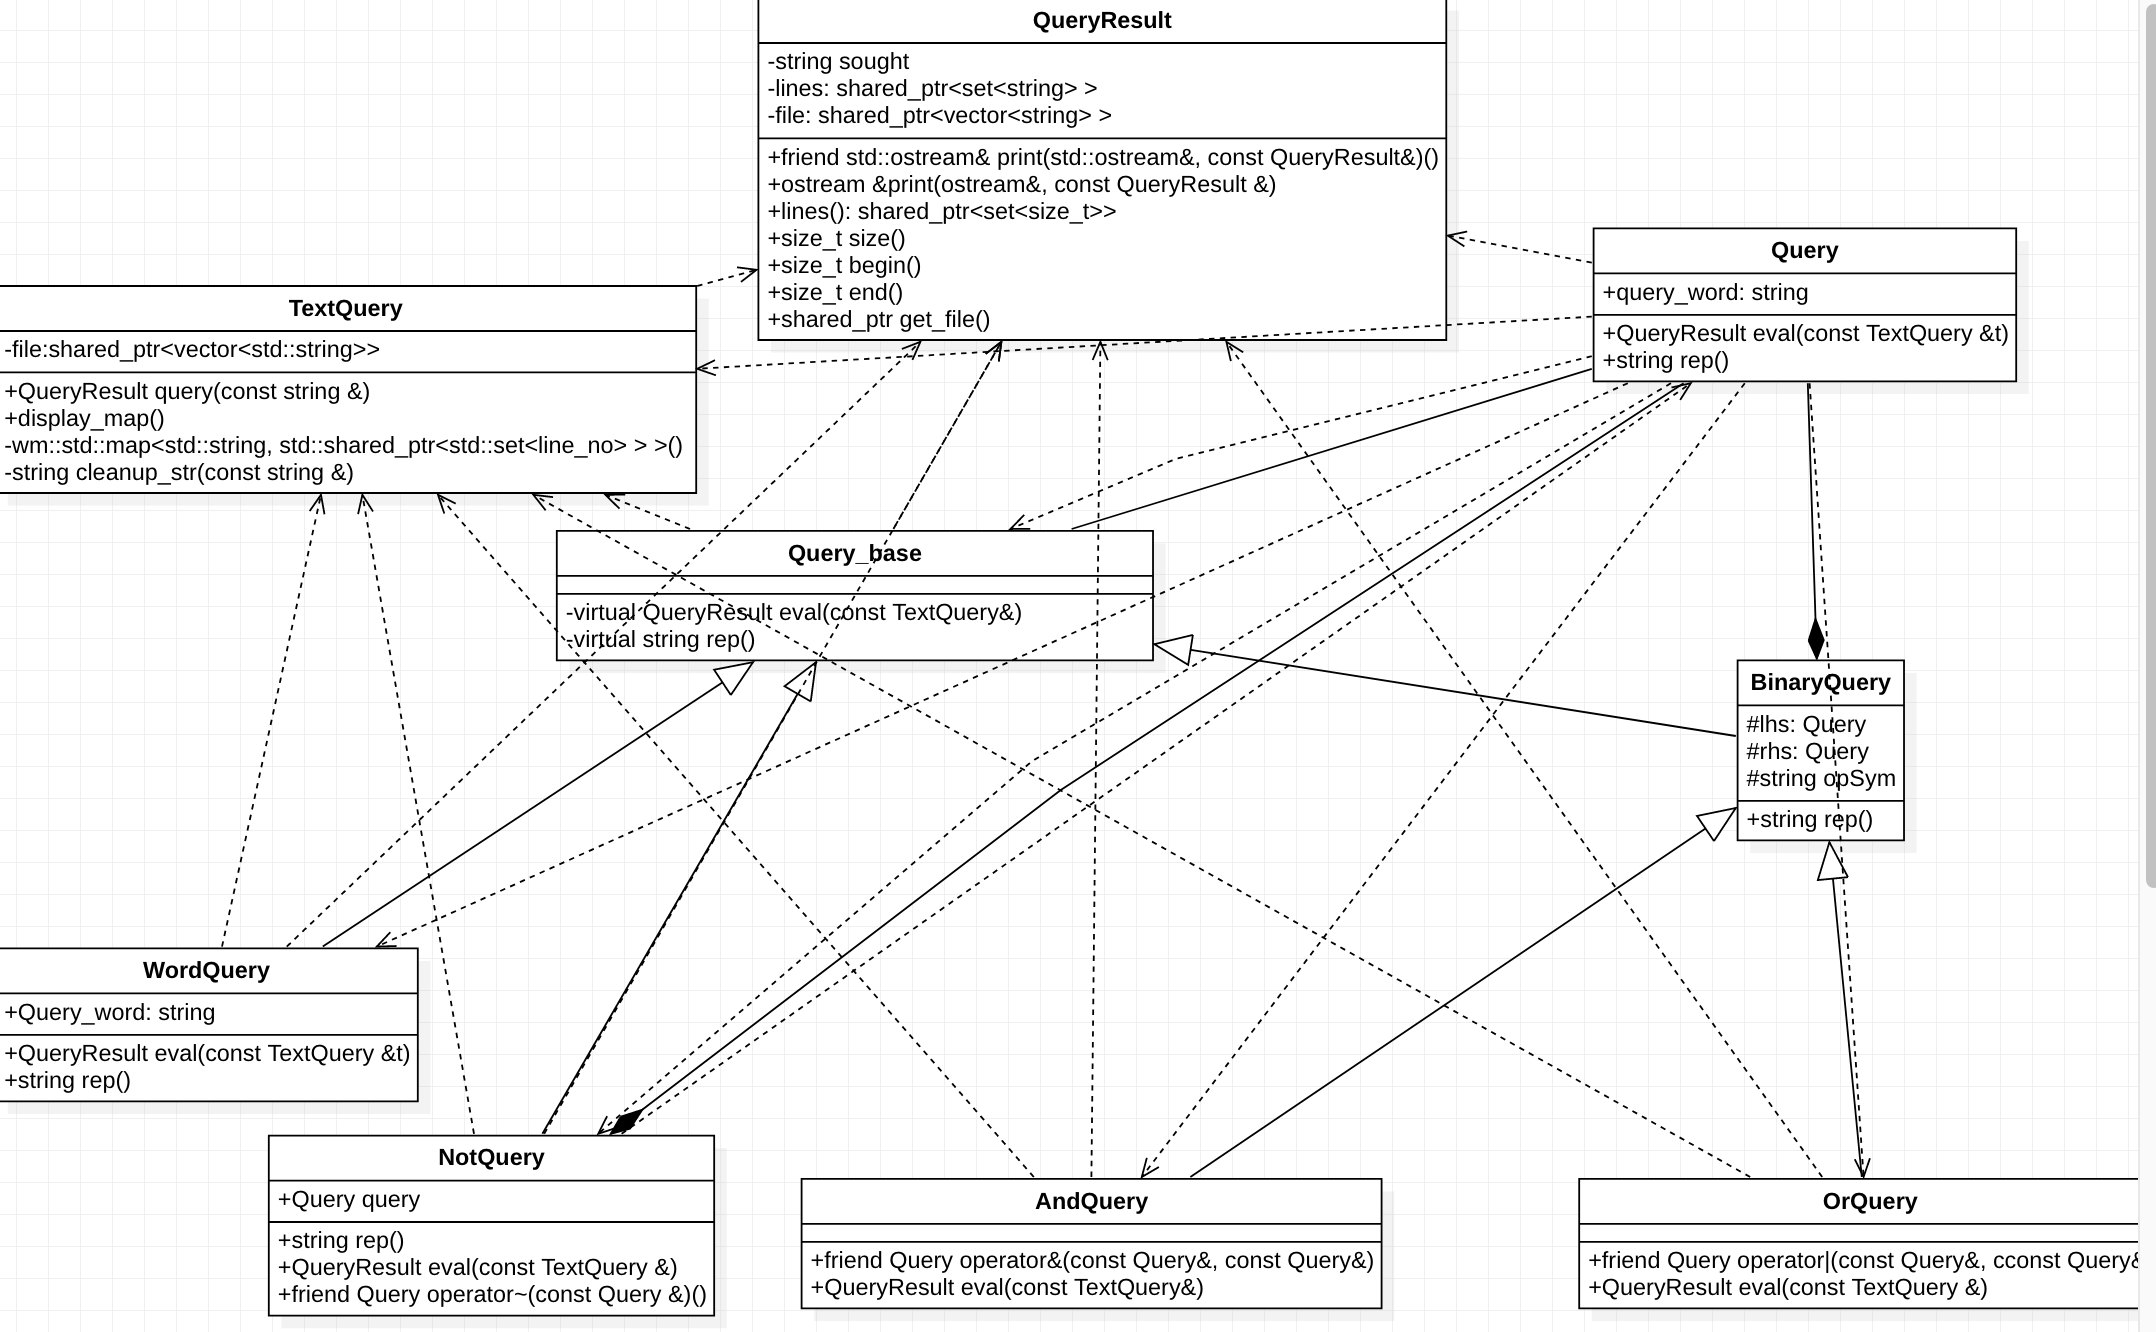 QueryResult
-string sought
-lines: shared_ptr<set<string> >
-file: shared_ptr<vector<string> >
+friend std::ostream& print(std::ostream&, const QueryResult&)()
+ostream &print(ostream&, const QueryResult &)
+lines(): shared_ptr<set<size_t>>
+size_t size()
+size_t begin()
+size_t end()
+shared_ptr get_file()
Query
+query_word: string
+QueryResult eval(const TextQuery &t)
+string rep()
TextQuery
-file:shared_ptr<vector<std::string>>
+QueryResult query(const string &)
+display_map()
-wm::std::map<std::string, std::shared_ptr<std::set<line_no> > >()
-string cleanup_str(const string &)
Query_base
-virtual QueryResult eval(const TextQuery&)
-virtual string rep()
BinaryQuery
#lhs: Query
#rhs: Query
#string opSym
+string rep()
WordQuery
+Query_word: string
+QueryResult eval(const TextQuery &t)
+string rep()
NotQuery
+Query query
+string rep()
+QueryResult eval(const TextQuery &)
+friend Query operator~(const Query &)()
AndQuery
+friend Query operator&(const Query&, const Query&)
+QueryResult eval(const TextQuery&)
OrQuery
+friend Query operator|(const Query&, cconst Query&
+QueryResult eval(const TextQuery &)